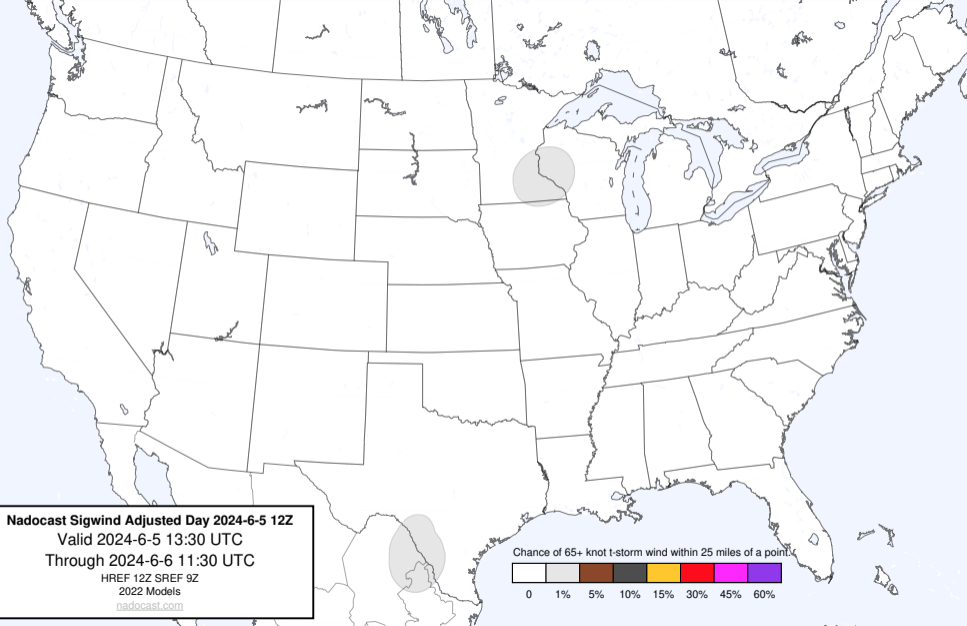 Nadocast Sigwind Adjusted Day 2024-6-5 12Z
Valid 2024-6-5 13:30 UTC
Through 2024-6-6 11:30 UTC
HREF 12Z SREF 9Z
2022 Models
nadocast.com
Chance of 65+ knot t-storm wind within 25 miles of a point.
0 1% 5% 10% 15% 30% 45% 60%